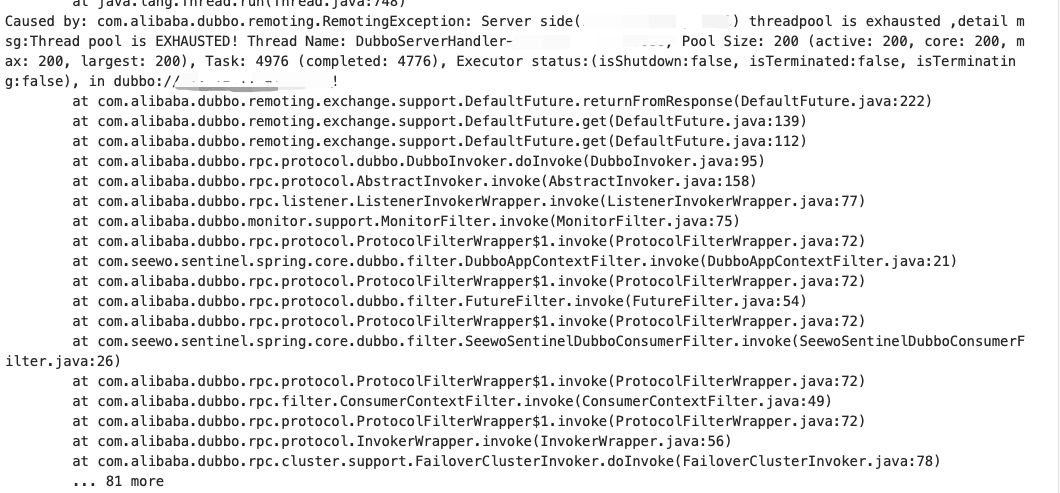 at java.lang.Thread.run(Thread.java:748)
Caused by: com.alibaba.dubbo.remoting.RemotingException: Server side( ) threadpool is exhausted ,detail m
sg:Thread pool is EXHAUSTED! Thread Name: DubboServerHandler- , Pool Size: 200 (active: 200, core: 200, m
ax: 200, largest: 200), Task: 4976 (completed: 4776), Executor status:(isShutdown:false, isTerminated:false, isTerminatin
g:false), in dubbo:// !
at com.alibaba.dubbo.remoting.exchange.support.DefaultFuture.returnFromResponse(DefaultFuture.java:222)
at com.alibaba.dubbo.remoting.exchange.support.DefaultFuture.get(DefaultFuture.java:139)
at com.alibaba.dubbo.remoting.exchange.support.DefaultFuture.get(DefaultFuture.java:112)
at com.alibaba.dubbo.rpc.protocol.dubbo.DubboInvoker.doInvoke(DubboInvoker.java:95)
at com.alibaba.dubbo.rpc.protocol.AbstractInvoker.invoke(AbstractInvoker.java:158)
at com.alibaba.dubbo.rpc.listener.ListenerInvokerWrapper.invoke(ListenerInvokerWrapper.java:77)
at com.alibaba.dubbo.monitor.support.MonitorFilter.invoke(MonitorFilter.java:75)
at com.alibaba.dubbo.rpc.protocol.ProtocolFilterWrapper$1.invoke(ProtocolFilterWrapper.java:72)
at com.seewo.sentinel.spring.core.dubbo.filter.DubboAppContextFilter.invoke(DubboAppContextFilter.java:21)
at com.alibaba.dubbo.rpc.protocol.ProtocolFilterWrapper$1.invoke(ProtocolFilterWrapper.java:72)
at com.alibaba.dubbo.rpc.protocol.dubbo.filter.FutureFilter.invoke(FutureFilter.java:54)
at com.alibaba.dubbo.rpc.protocol.ProtocolFilterWrapper$1.invoke(ProtocolFilterWrapper.java:72)
at com.seewo.sentinel.spring.core.dubbo.filter.SeewoSentinelDubboConsumerFilter.invoke(SeewoSentinelDubboConsumerF
ilter.java:26)
at com.alibaba.dubbo.rpc.protocol.ProtocolFilterWrapper$1.invoke(ProtocolFilterWrapper.java:72)
at com.alibaba.dubbo.rpc.filter.ConsumerContextFilter.invoke(ConsumerContextFilter.java:49)
at com.alibaba.dubbo.rpc.protocol.ProtocolFilterWrapper$1.invoke(ProtocolFilterWrapper.java:72)
at com.alibaba.dubbo.rpc.protocol.InvokerWrapper.invoke(InvokerWrapper.java:56)
at com.alibaba.dubbo.rpc.cluster.support.FailoverClusterInvoker.doInvoke(FailoverClusterInvoker.java:78)
... 81 more